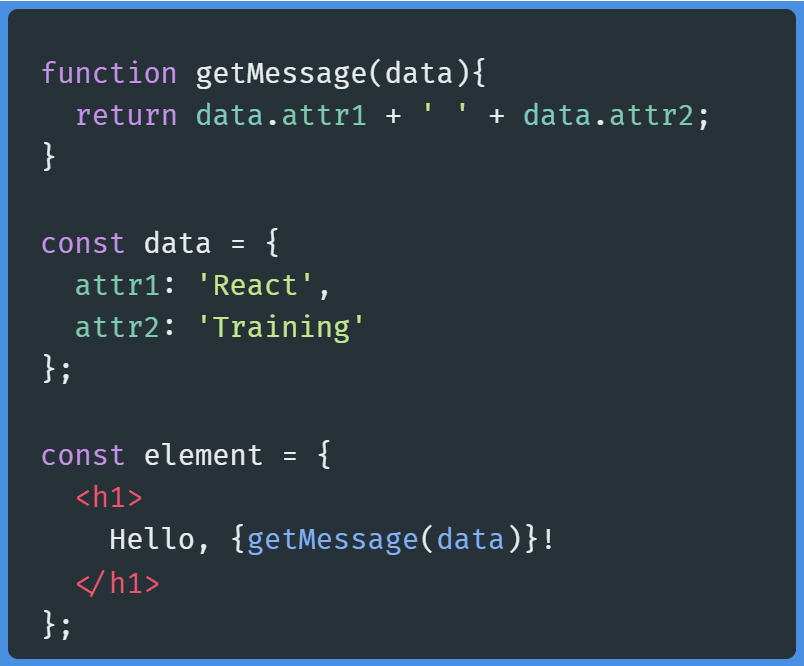 function getMessage(data){
  return data.attr1 + ' ' + data.attr2;
}

const data = {
  attr1: 'React',
  attr2: 'Training'
};

const element = {
  <h1>
    Hello, {getMessage(data)}!
  </h1>
};